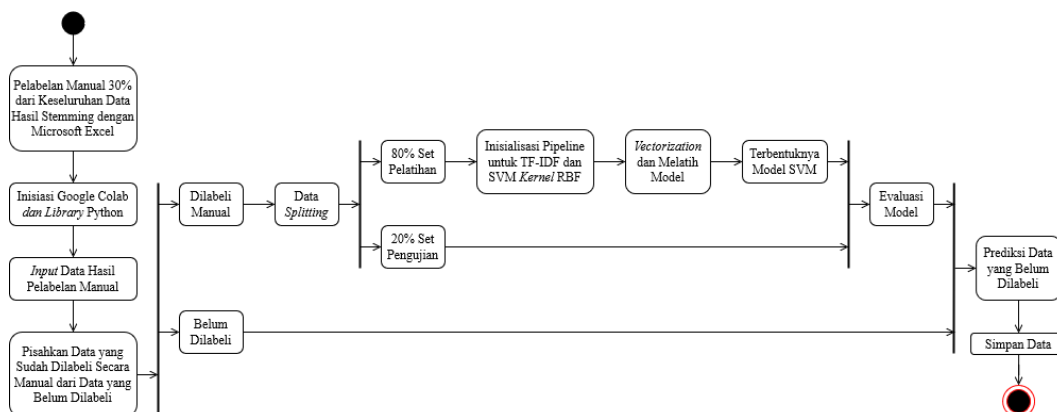 Pelabelan Manual 30%
dari Keseluruhan Data
Hasil Stemming dengan
Microsoft Excel
Inisiasi Google Colab
dan Library Python
Input Data Hasil
Pelabelan Manual
Pisahkan Data yang
Sudah Dilabeli Secara
Manual dari Data yang
Belum Dilabeli
Dilabeli
Manual
Data
Splitting
80% Set
Pelatihan
Inisialisasi Pipeline
untuk TF-IDF dan
SVM Kernel RBF
Vectorization
dan Melatih
Model
Terbentuknya
Model SVM
20% Set
Pengujian
Evaluasi
Model
Belum
Dilabeli
Prediksi Data
yang Belum
Dilabeli
Simpan Data